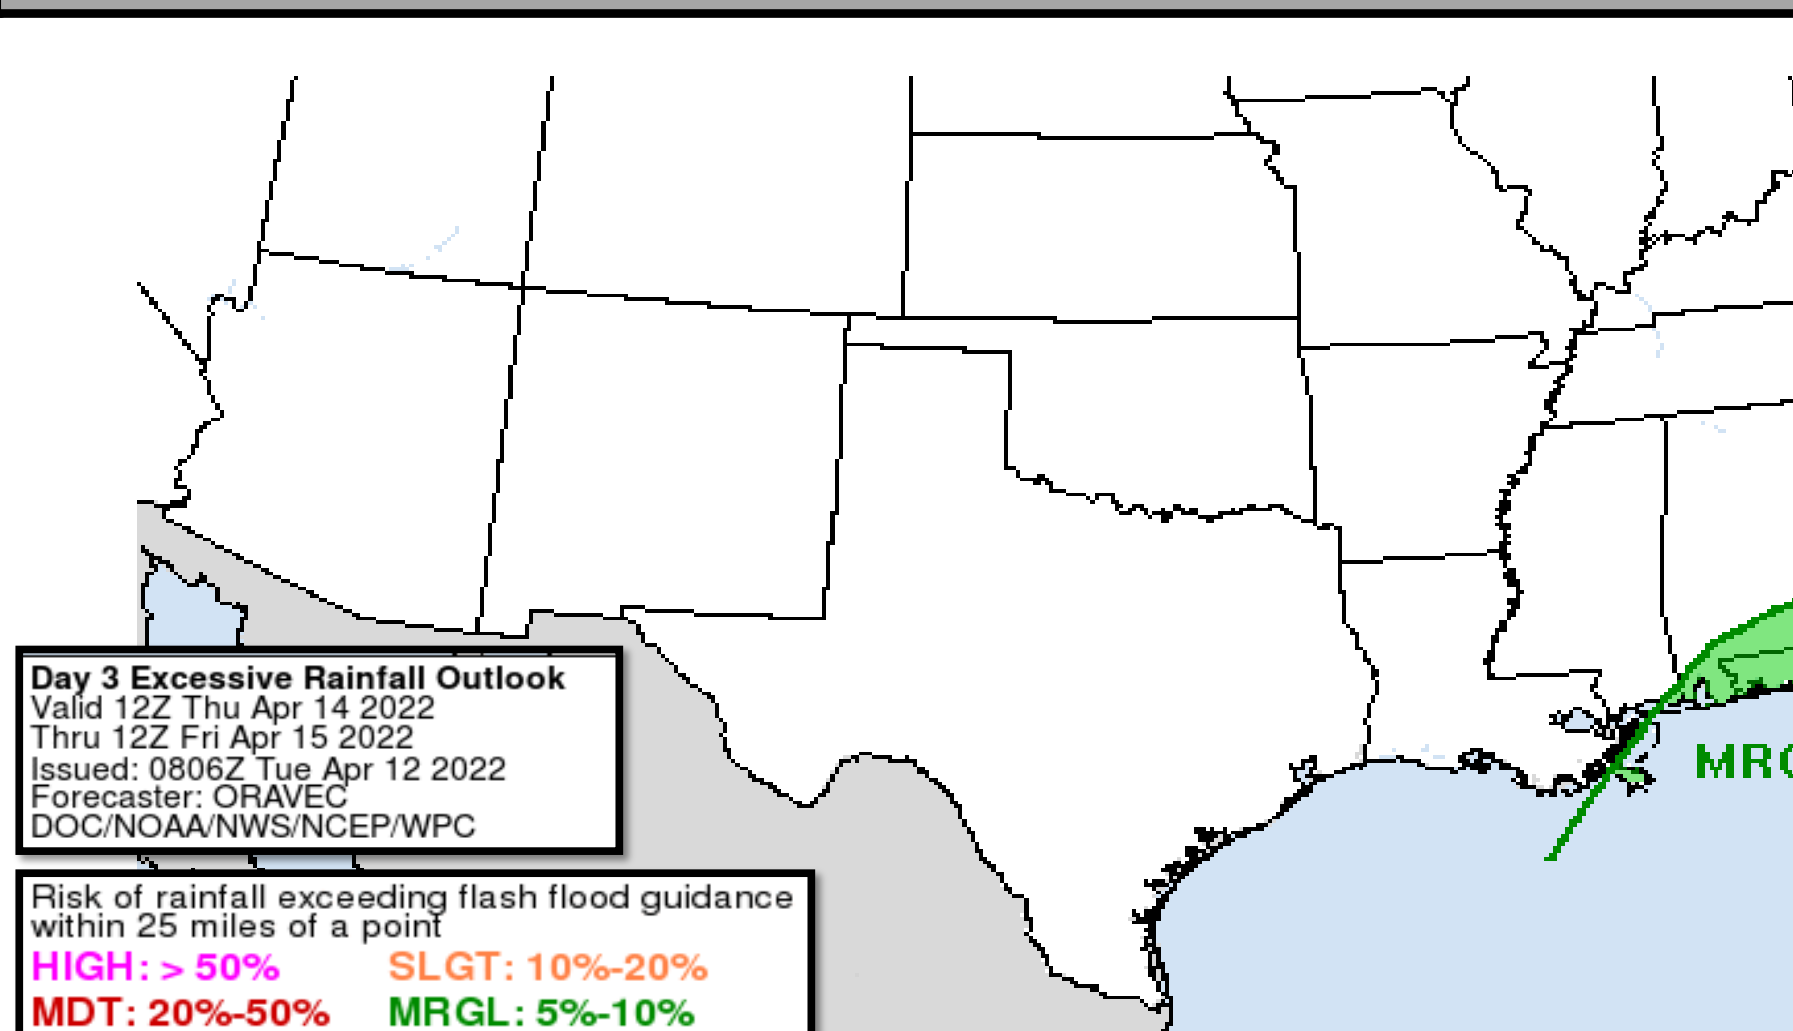 Day 3 Excessive Rainfall Outlook
Valid 12Z Thu Apr 14 2022
Thru 12Z Fri Apr 15 2022
Issued: 0806Z Tue Apr 12 2022
Forecaster: ORAVEC
DOC/NOAA/NWS/NCEP/WPC
Risk of rainfall exceeding flash flood guidance
within 25 miles of a point
HIGH: > 50% SLGT: 10%-20%
MDT: 20%-50% MRGL: 5%-10%